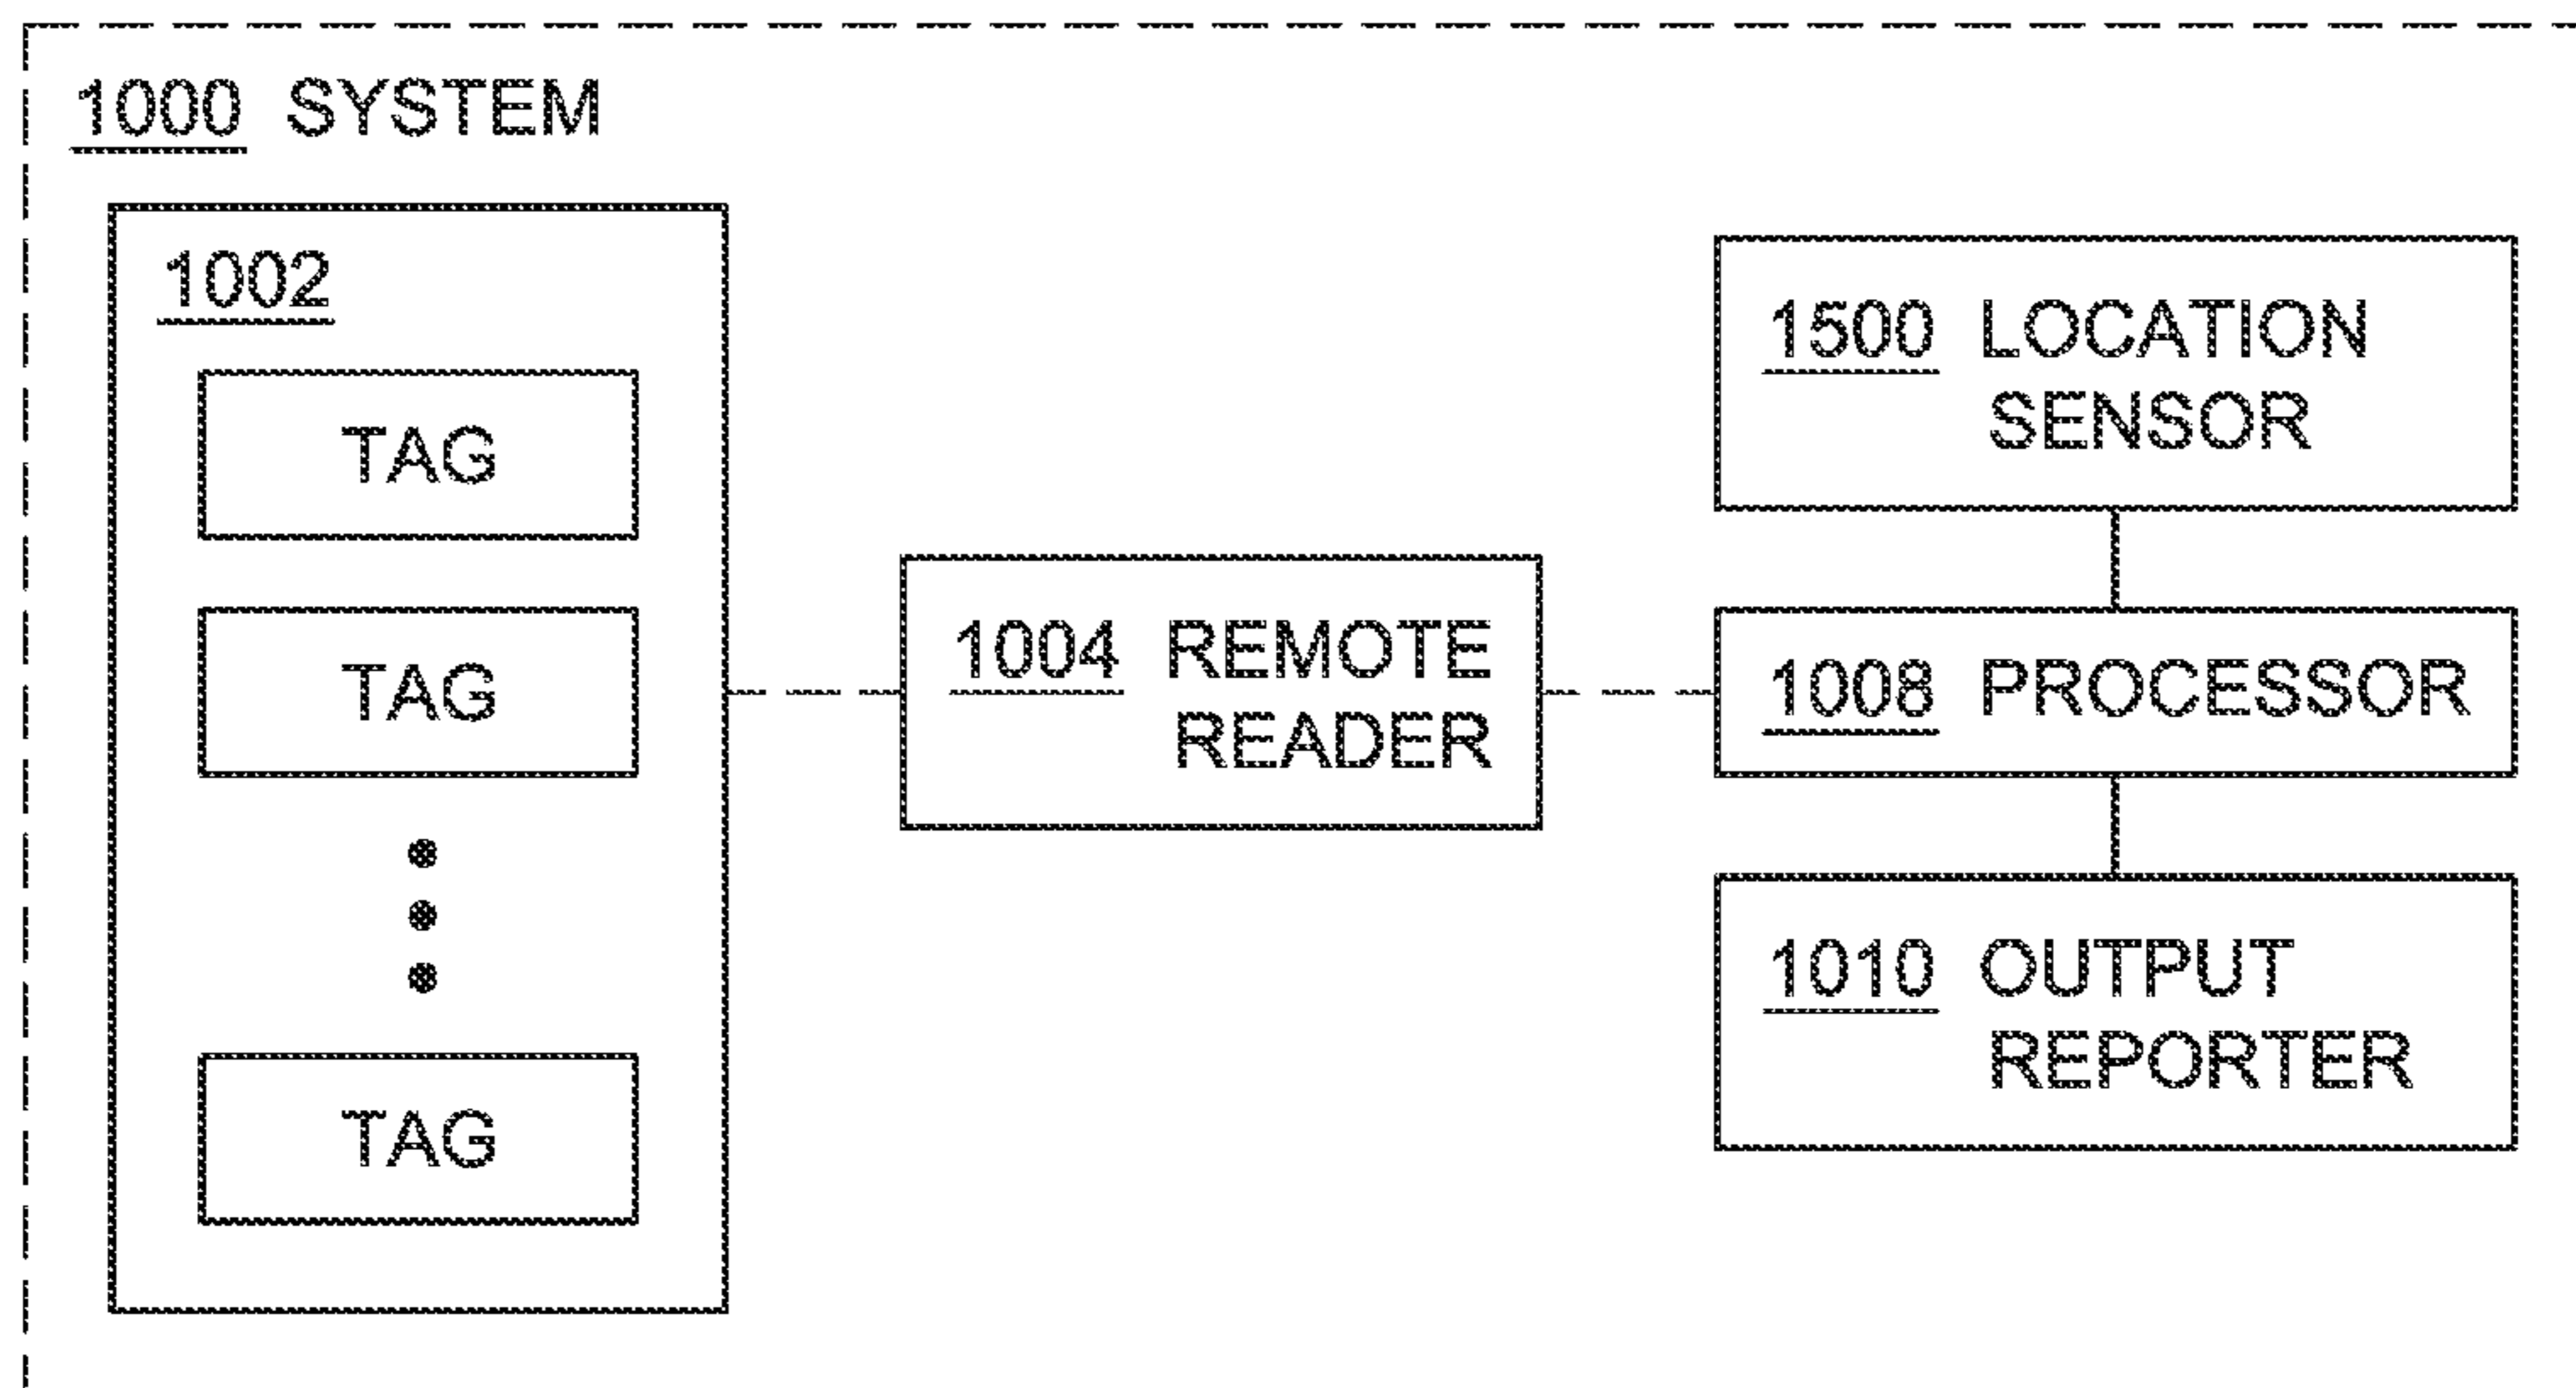 1000 SYSTEM
1002
TAG
TAG
TAG
1004 REMOTE
READER
1500 LOCATION
SENSOR
1008 PROCESSOR
1010 OUTPUT
REPORTER